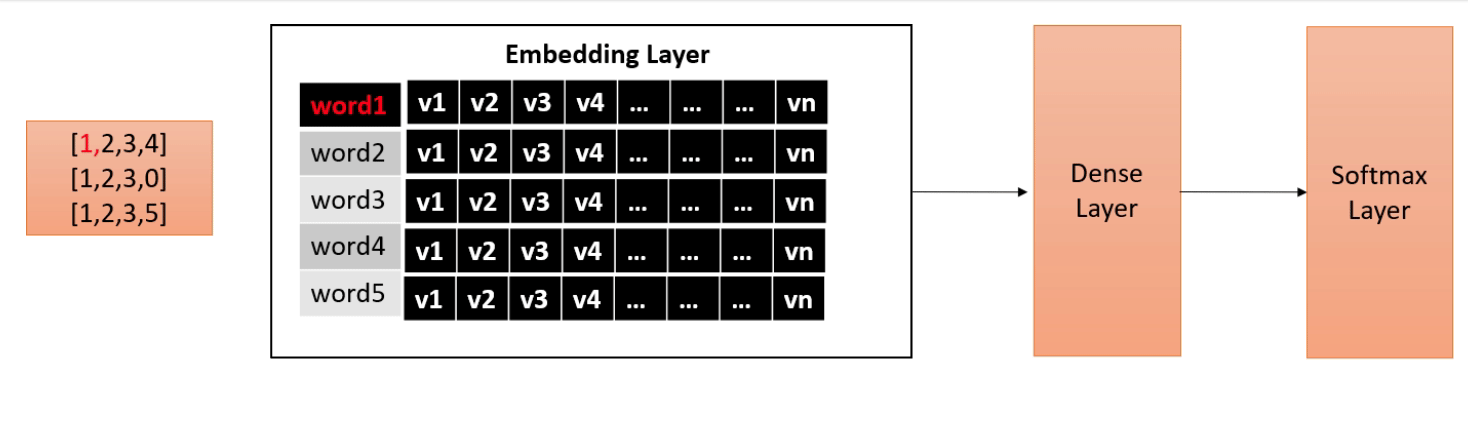 [1,2,3,4]
[1,2,3,0]
[1,2,3,5]
Embedding Layer
word1 v1 v2 v3 v4 ... ... ... vn
word2 v1 v2 v3 v4 ... ... ... vn
word3 v1 v2 v3 v4 ... ... ... vn
word4 v1 v2 v3 v4 ... ... ... vn
word5 v1 v2 v3 v4 ... ... ... vn
Dense
Layer
Softmax
Layer